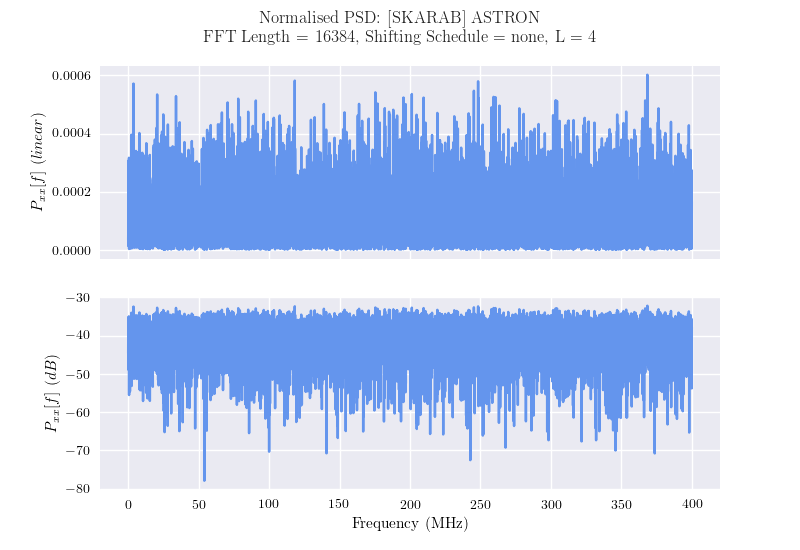 Normalised PSD: [SKARAB] ASTRON
FFT Length = 16384, Shifting Schedule = none, L = 4
0.0006
0.0004
0.0002
0.0000
P_xx[f] (linear)
−30
−40
−50
−60
−70
−80
P_xx[f] (dB)
0 50 100 150 200 250 300 350 400
Frequency (MHz)